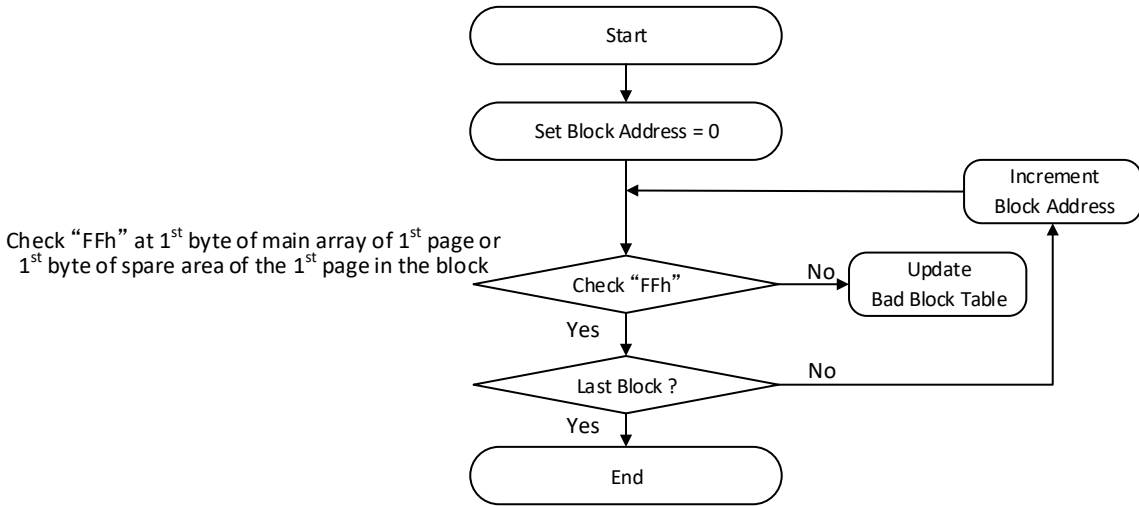 Start
Set Block Address = 0
Increment
Block Address
Check “FFh” at 1st byte of main array of 1st page or
1st byte of spare area of the 1st page in the block
Check “FFh”
No
Update
Bad Block Table
Yes
Last Block ?
No
Yes
End